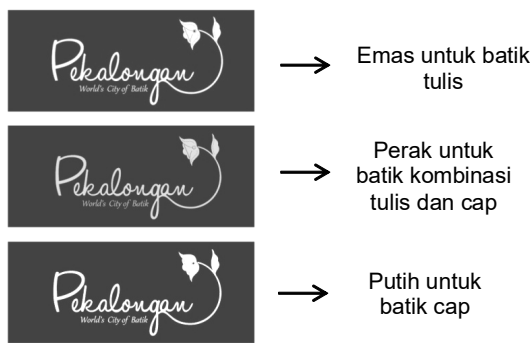 Pekalongan
World's City of Batik
Emas untuk batik
tulis
Pekalongan
World's City of Batik
Perak untuk
batik kombinasi
tulis dan cap
Pekalongan
World's City of Batik
Putih untuk
batik cap